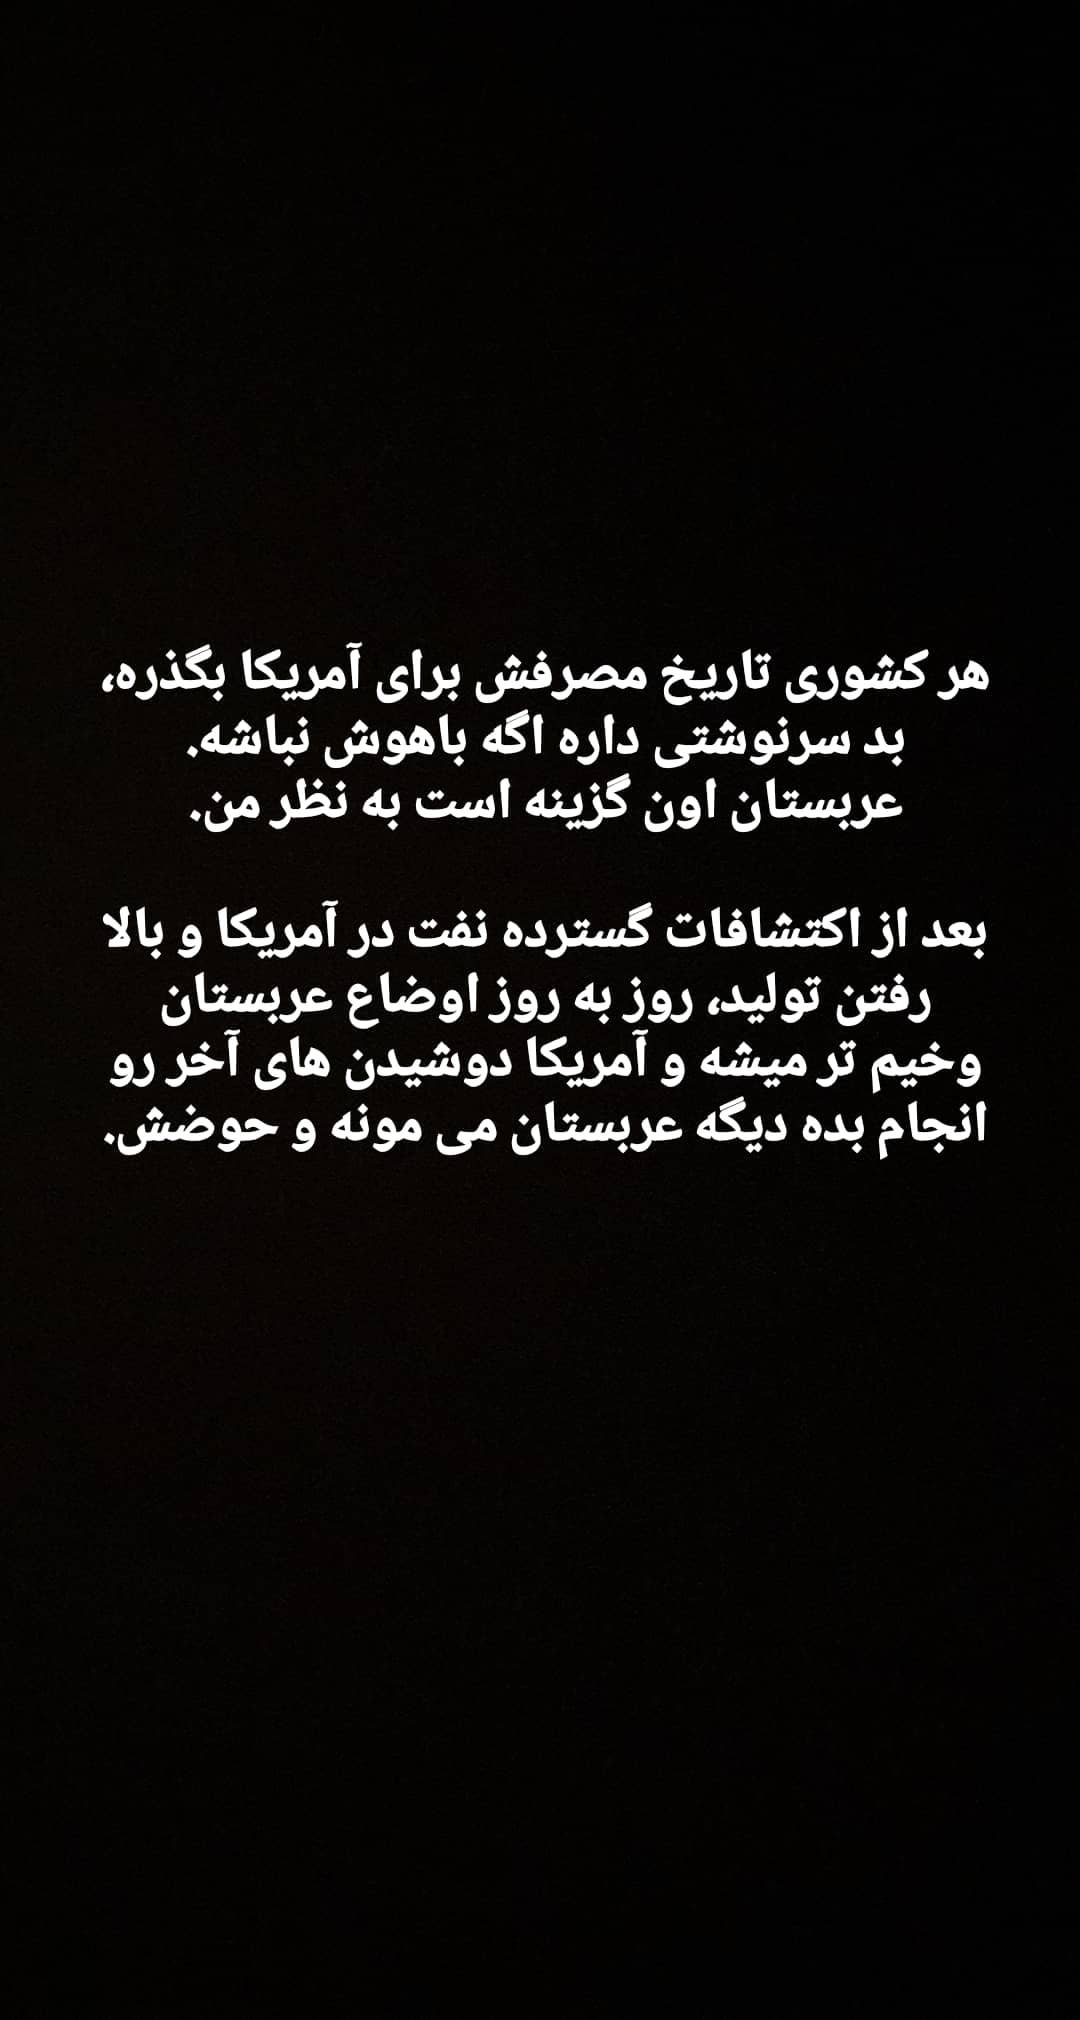 هر کشوری تاریخ مصرفش برای آمریکا بگذره،
بد سرنوشتی داره اگه باهوش نباشه.
عربستان اون گزینه است به نظر من.
بعد از اکتشافات گسترده نفت در آمریکا و بالا
رفتن تولید، روز به روز اوضاع عربستان
وخیم تر میشه و آمریکا دوشیدن های آخر رو
انجام بده دیگه عربستان می مونه و حوضش.